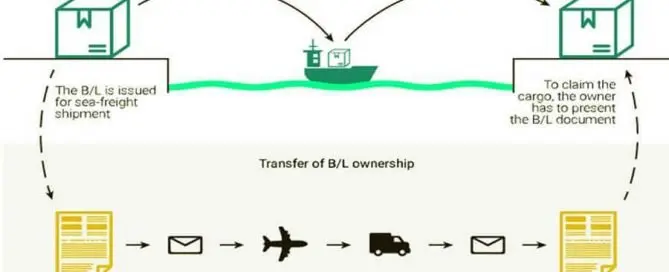 The B/L is issued
for sea-freight
shipment
To claim the
cargo, the owner
has to present
the B/L document
Transfer of B/L ownership